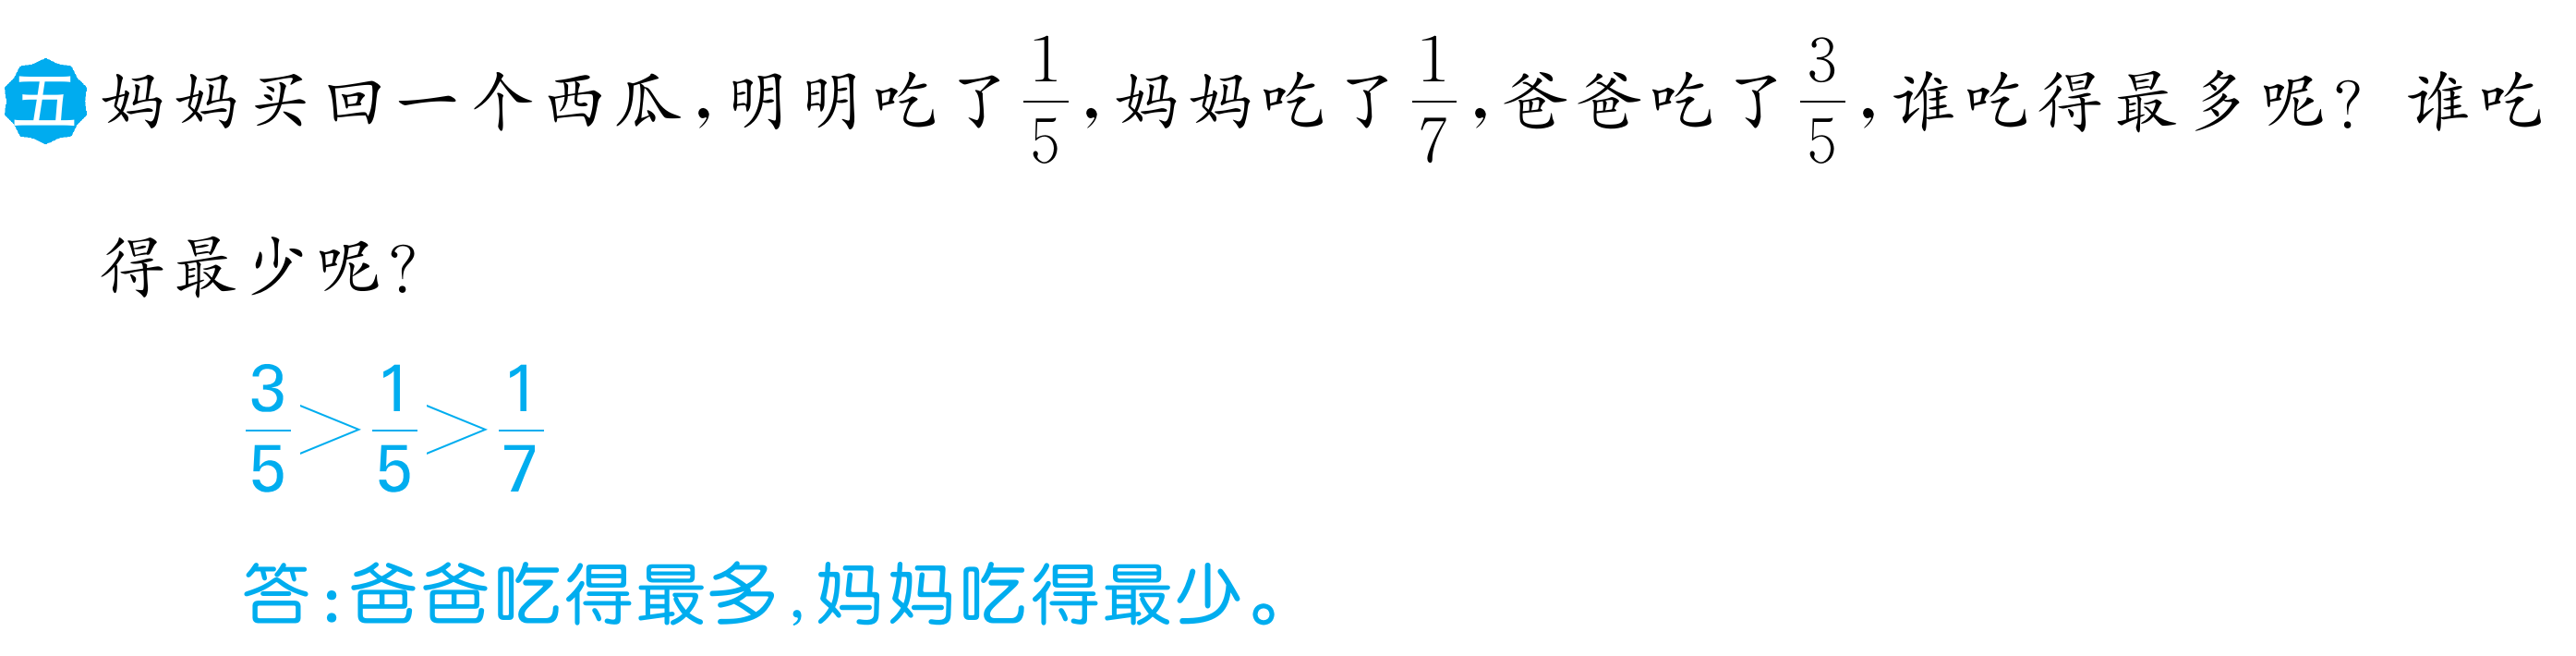 五 妈妈买回一个西瓜,明明吃了1/5,妈妈吃了1/7,爸爸吃了3/5,谁吃得最多呢? 谁吃
得最少呢?
3/5>1/5>1/7
答:爸爸吃得最多,妈妈吃得最少。